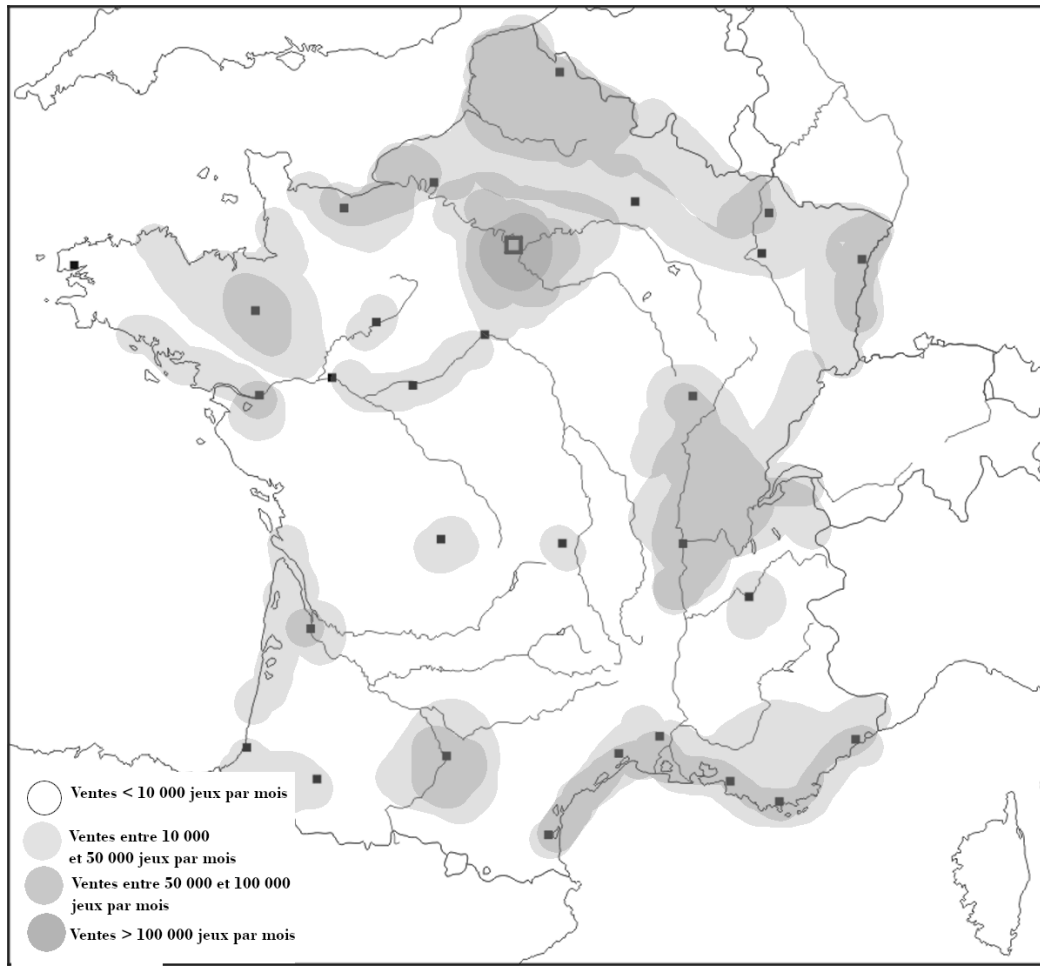 Ventes < 10 000 jeux par mois
Ventes entre 10 000
et 50 000 jeux par mois
Ventes entre 50 000 et 100 000
jeux par mois
Ventes > 100 000 jeux par mois